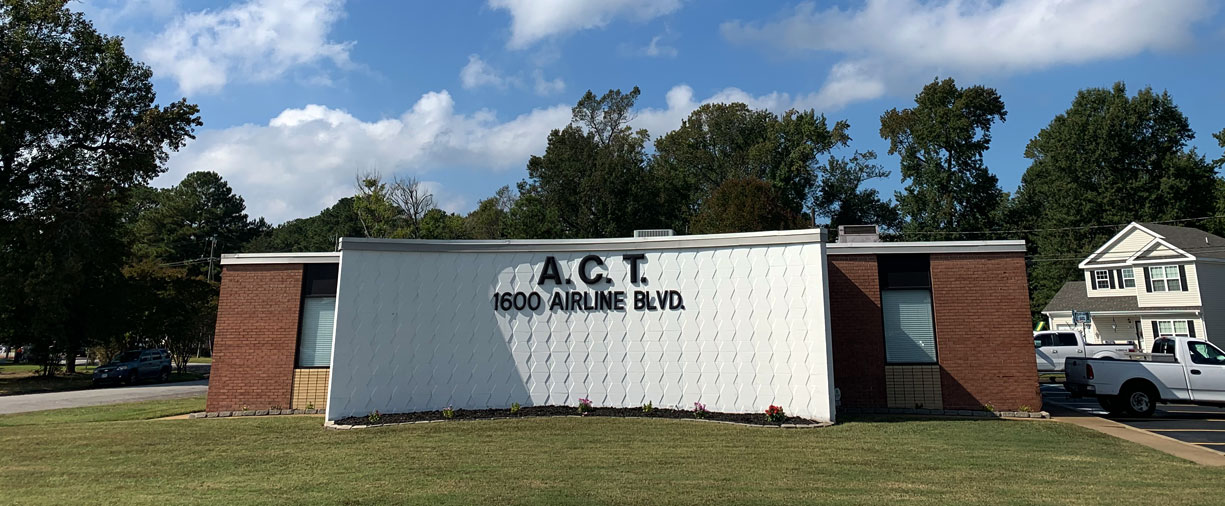 A. C. T.
1600 AIRLINE BLVD.